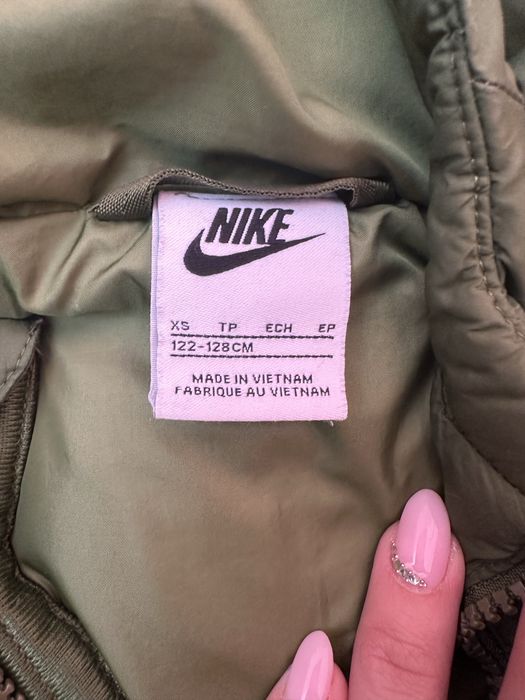 NIKE
XS TP ECH EP
122-128CM
MADE IN VIETNAM
FABRIQUE AU VIETNAM